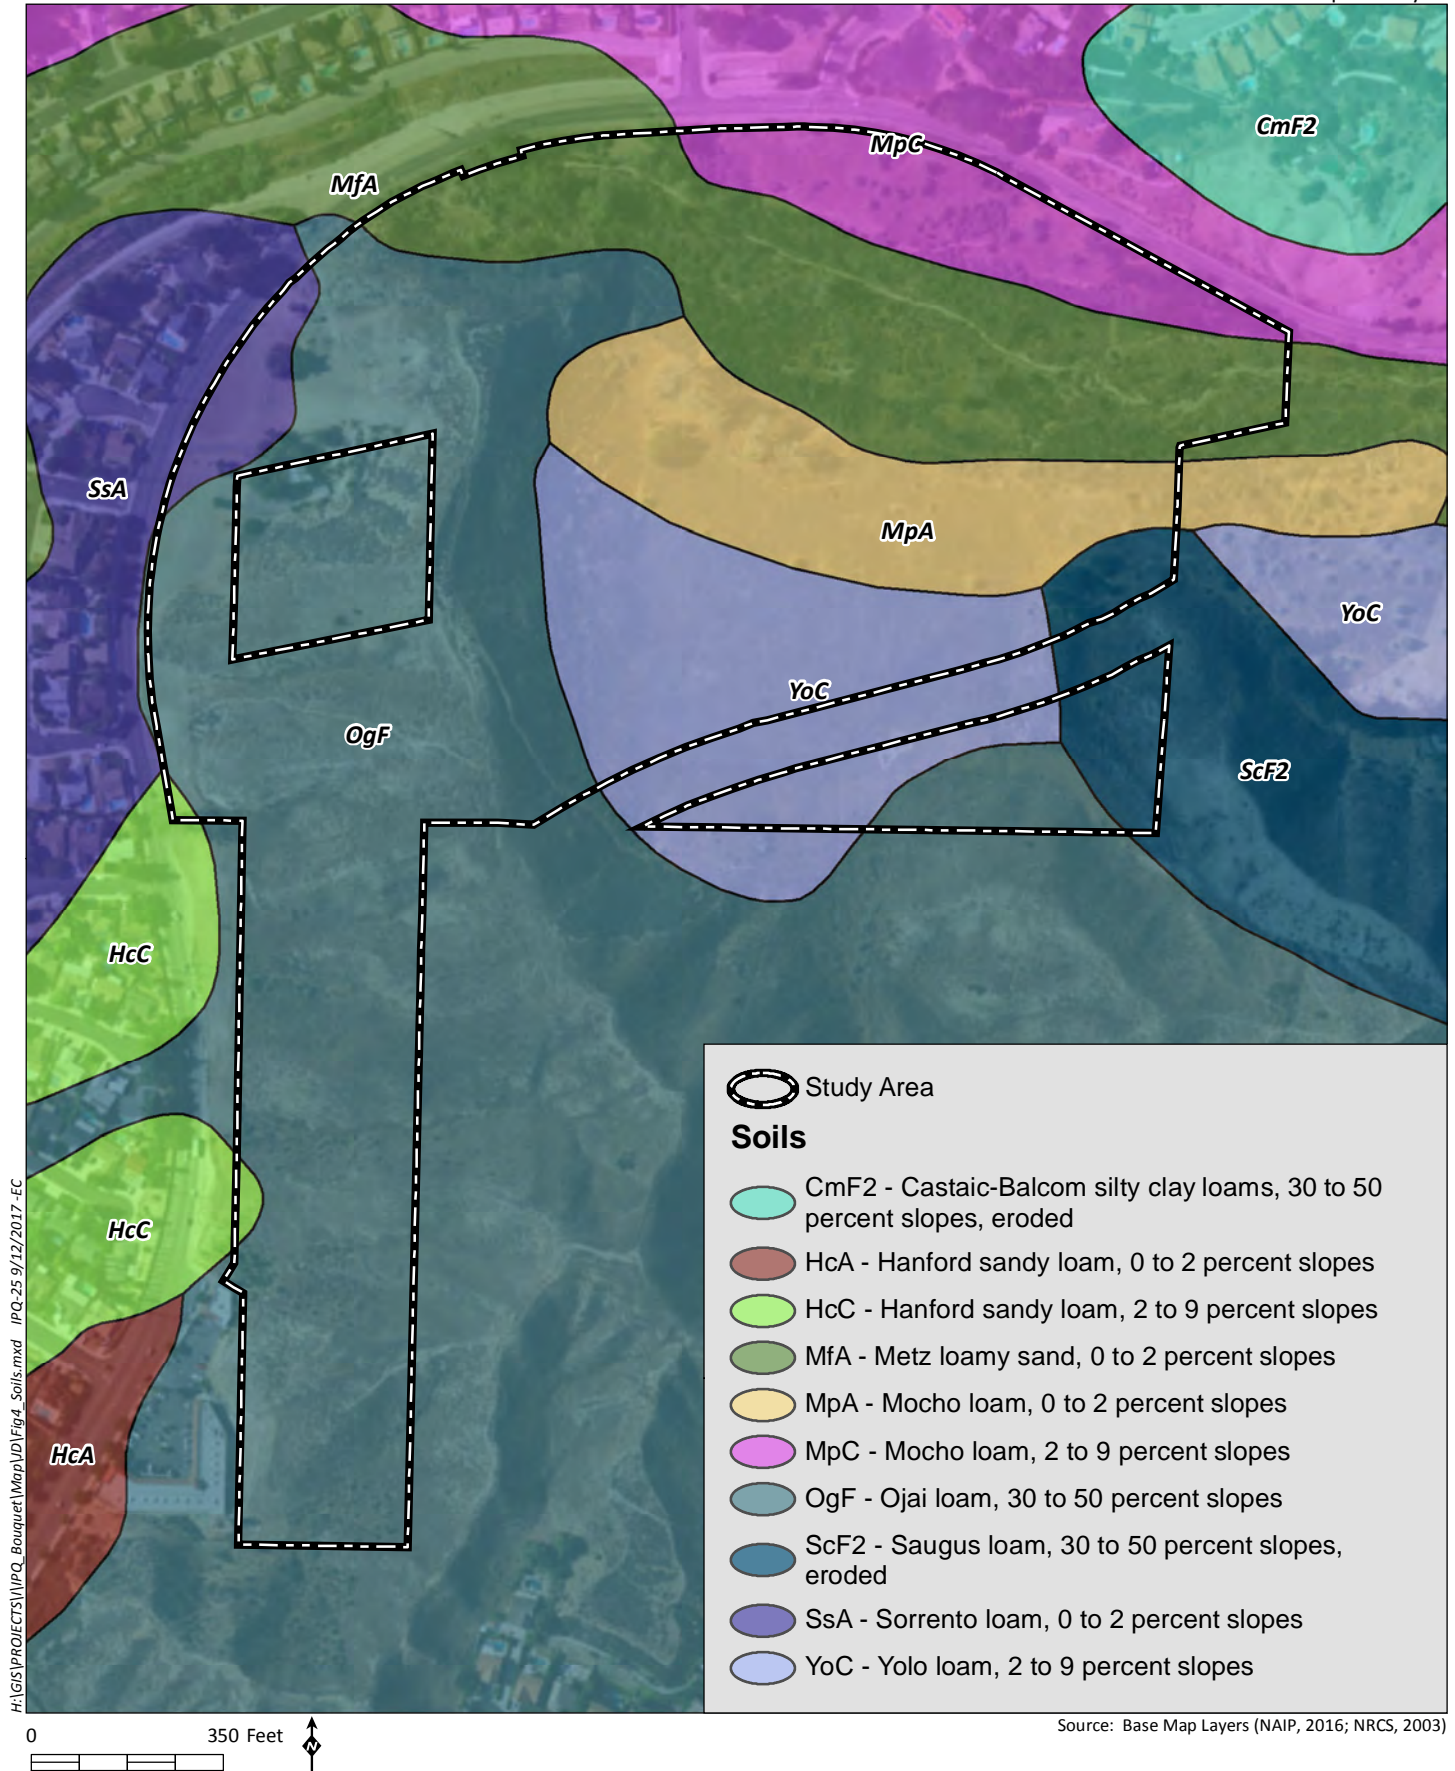 CmF2
MpC
MfA
SsA
MpA
YoC
YoC
OgF
ScF2
HcC
HcC
HcA
Study Area
Soils
CmF2 - Castaic-Balcom silty clay loams, 30 to 50
percent slopes, eroded
HcA - Hanford sandy loam, 0 to 2 percent slopes
HcC - Hanford sandy loam, 2 to 9 percent slopes
MfA - Metz loamy sand, 0 to 2 percent slopes
MpA - Mocho loam, 0 to 2 percent slopes
MpC - Mocho loam, 2 to 9 percent slopes
OgF - Ojai loam, 30 to 50 percent slopes
ScF2 - Saugus loam, 30 to 50 percent slopes,
eroded
SsA - Sorrento loam, 0 to 2 percent slopes
YoC - Yolo loam, 2 to 9 percent slopes
H:\GIS\PROJECTS\I\IPQ_Bouquet\Map\JD\Fig4_Soils.mxd IPQ-25 9/12/2017 -EC
0 350 Feet
N
Source: Base Map Layers (NAIP, 2016; NRCS, 2003)